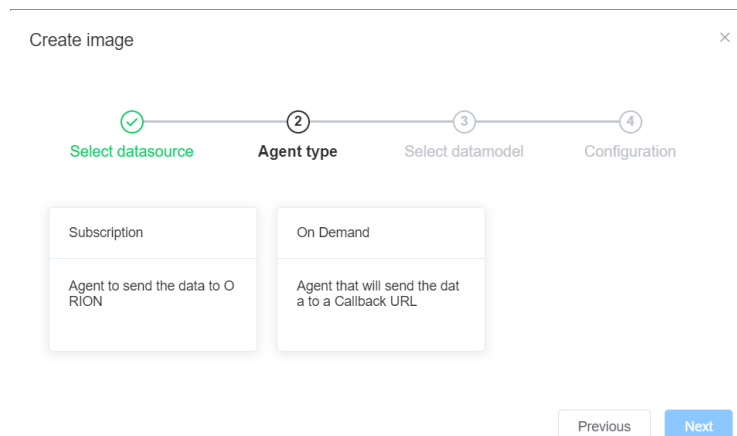 Create image
×
2
3
4
Select datasource
Agent type
Select datamodel
Configuration
Subscription
On Demand
Agent to send the data to O
RION
Agent that will send the dat
a to a Callback URL
Previous
Next